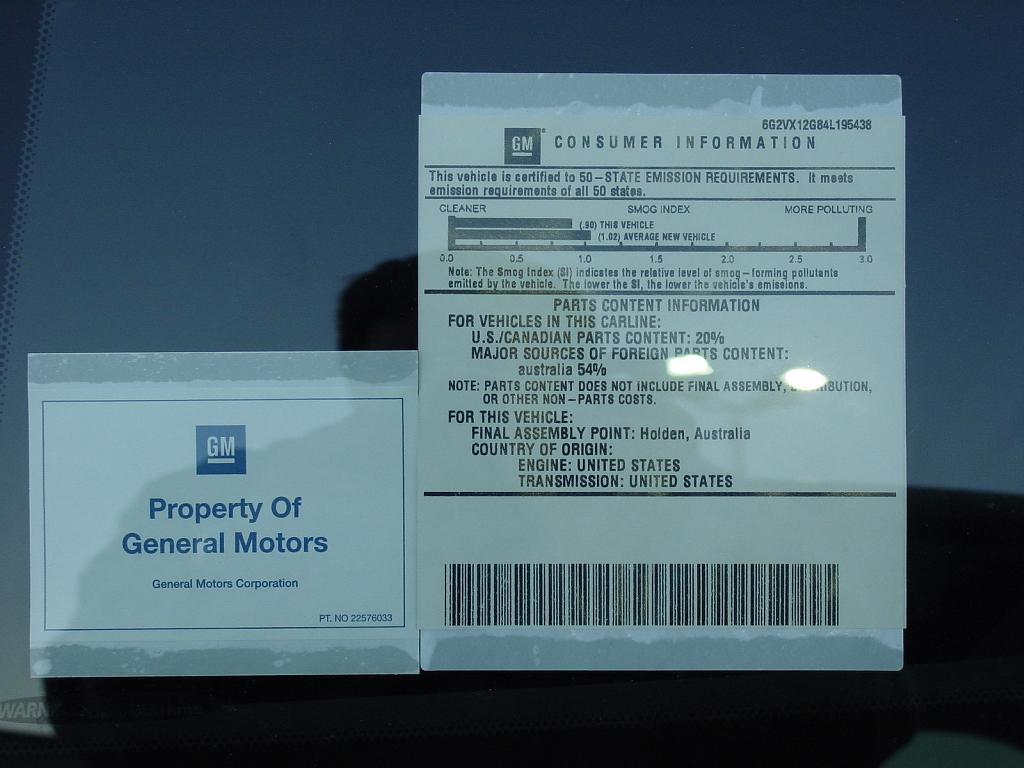 6G2VX12G84L195438
GM CONSUMER INFORMATION
This vehicle is certified to 50-STATE EMISSION REQUIREMENTS. It meets
emission requirements of all 50 states.
CLEANER SMOG INDEX MORE POLLUTING
(.90) THIS VEHICLE
(1.02) AVERAGE NEW VEHICLE
0.0 0.5 1.0 1.5 2.0 2.5 3.0
Note: The Smog Index (SI) indicates the relative level of smog-forming pollutants
emitted by the vehicle. The lower the SI, the lower the vehicle's emissions.
PARTS CONTENT INFORMATION
FOR VEHICLES IN THIS CARLINE:
U.S./CANADIAN PARTS CONTENT: 20%
MAJOR SOURCES OF FOREIGN PARTS CONTENT:
australia 54%
NOTE: PARTS CONTENT DOES NOT INCLUDE FINAL ASSEMBLY,
OR OTHER NON-PARTS COSTS.
FOR THIS VEHICLE:
FINAL ASSEMBLY POINT: Holden, Australia
COUNTRY OF ORIGIN:
ENGINE: UNITED STATES
TRANSMISSION: UNITED STATES
GM
Property Of
General Motors
General Motors Corporation
PT. NO 22576033